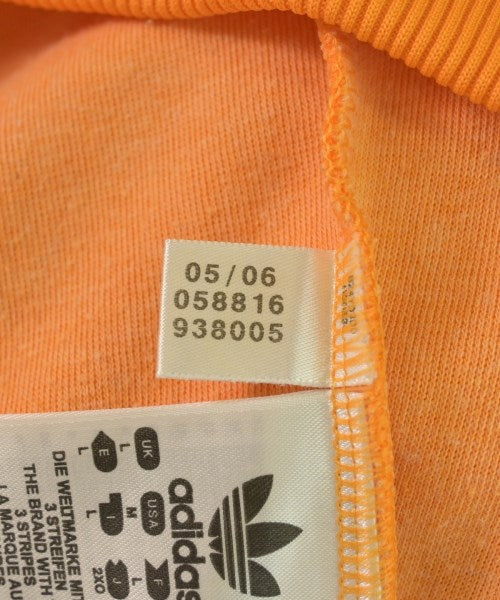 05/06
058816
938005
adidas
UK
L
USA
M
F
L
E
L
D
L
J
2XO
DIE WELTMARKE MIT
3 STREIFEN
THE BRAND WITH
3 STRIPES
LA MARQUE AU